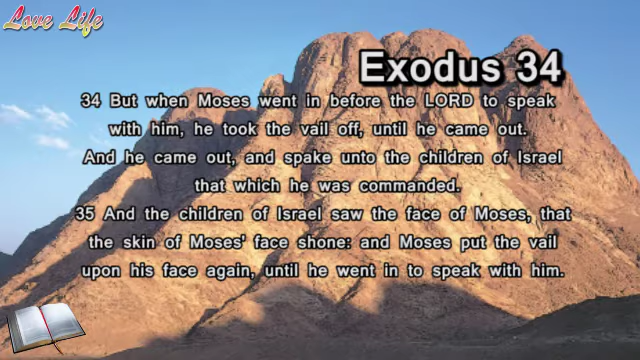 Love Life
Exodus 34
34 But when Moses went in before the LORD to speak
with him, he took the vail off, until he came out.
And he came out, and spake unto the children of Israel
that which he was commanded.
35 And the children of Israel saw the face of Moses, that
the skin of Moses' face shone: and Moses put the vail
upon his face again, until he went in to speak with him.